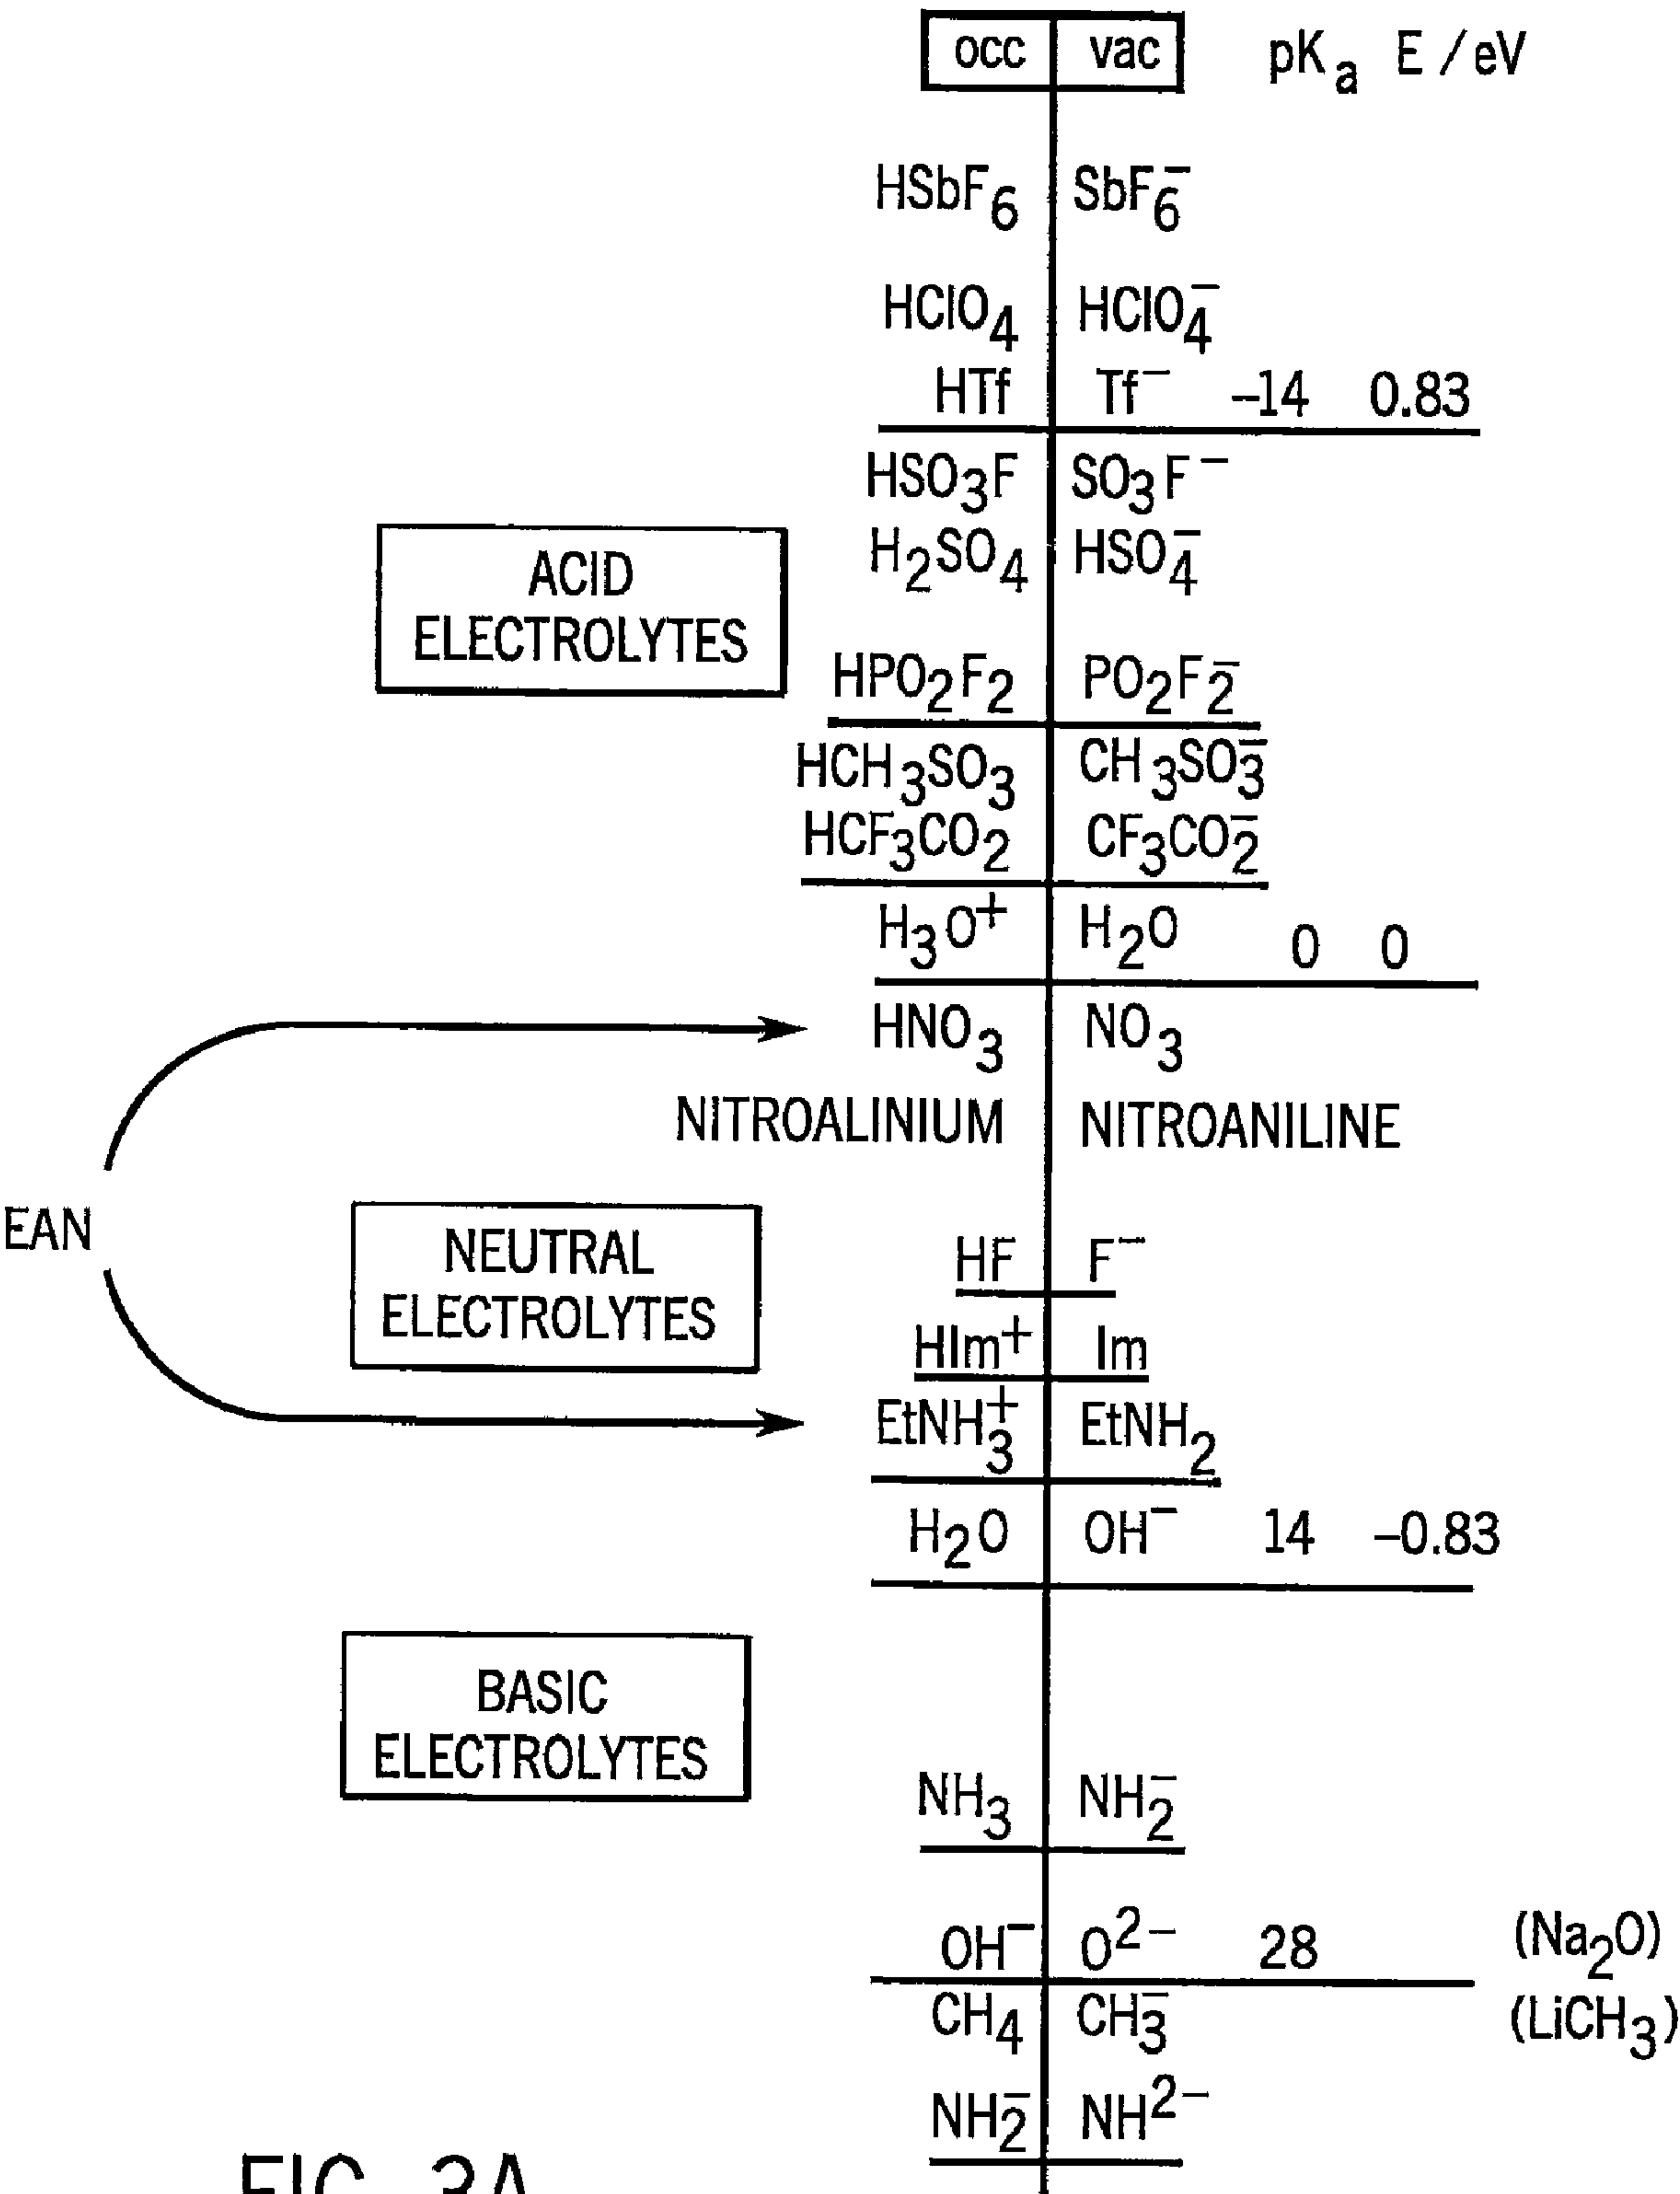 occ vac pKₐ E / eV
HSbF₆ SbF₆⁻
HClO₄ HClO₄⁻
HTf Tf⁻ –14 0.83
HSO₃F SO₃F⁻
H₂SO₄ HSO₄⁻
ACID
ELECTROLYTES
HPO₂F₂ PO₂F₂⁻
HCH₃SO₃ CH₃SO₃⁻
HCF₃CO₂ CF₃CO₂⁻
H₃O⁺ H₂O 0 0
HNO₃ NO₃
NITROALINIUM NITROANILINE
EAN
NEUTRAL
ELECTROLYTES
HF F⁻
HIm⁺ Im
EtNH₃⁺ EtNH₂
H₂O OH⁻ 14 –0.83
BASIC
ELECTROLYTES
NH₃ NH₂⁻
OH⁻ O²⁻ 28 (Na₂O)
CH₄ CH₃⁻ (LiCH₃)
NH₂⁻ NH²⁻
FIG. 3A